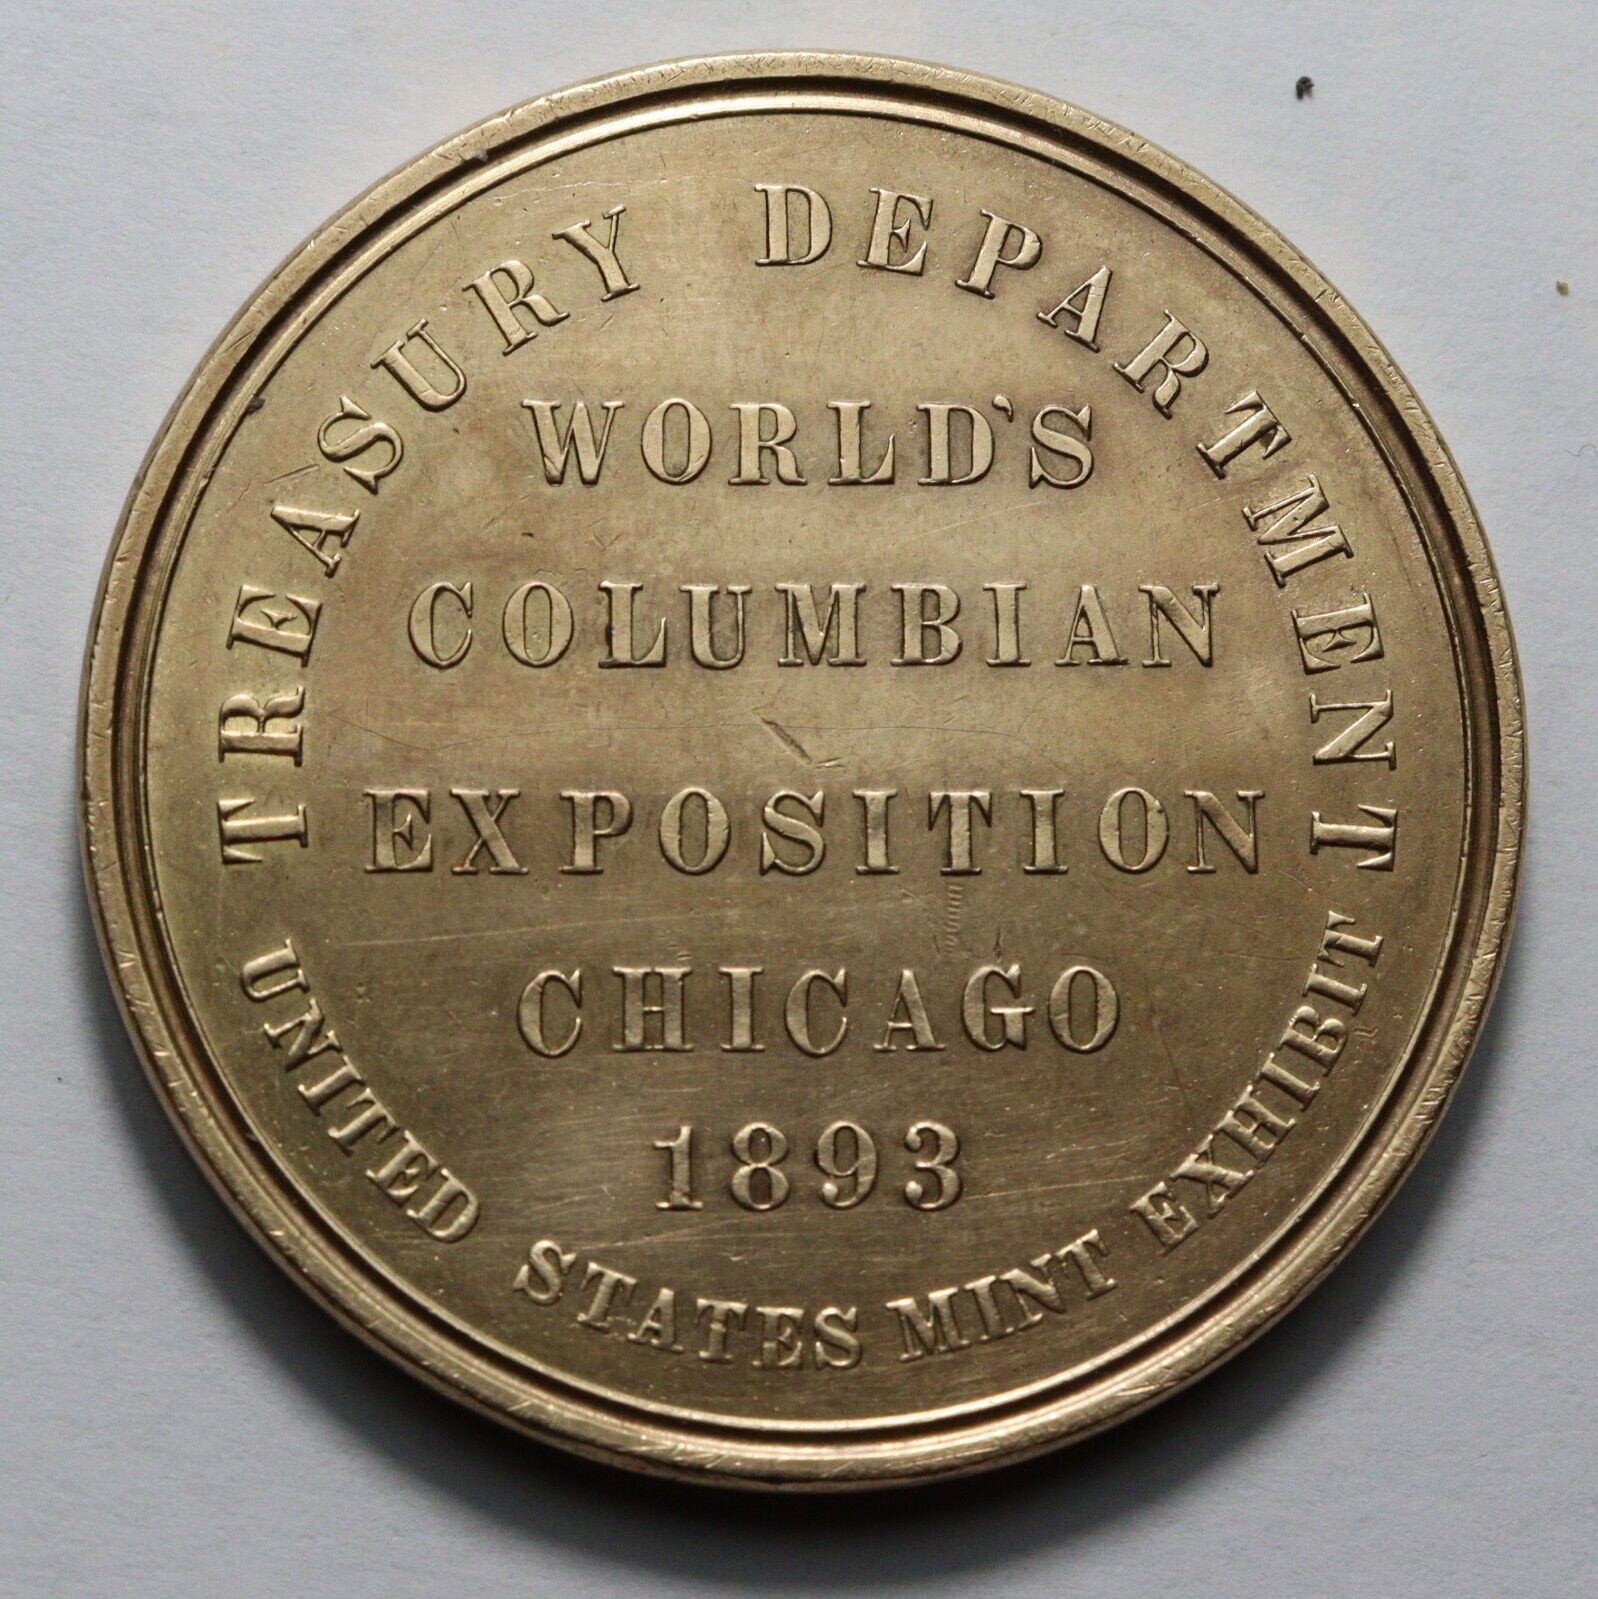 TREASURY DEPARTMENT
WORLD'S
COLUMBIAN
EXPOSITION
CHICAGO
1893
UNITED STATES MINT EXHIBIT